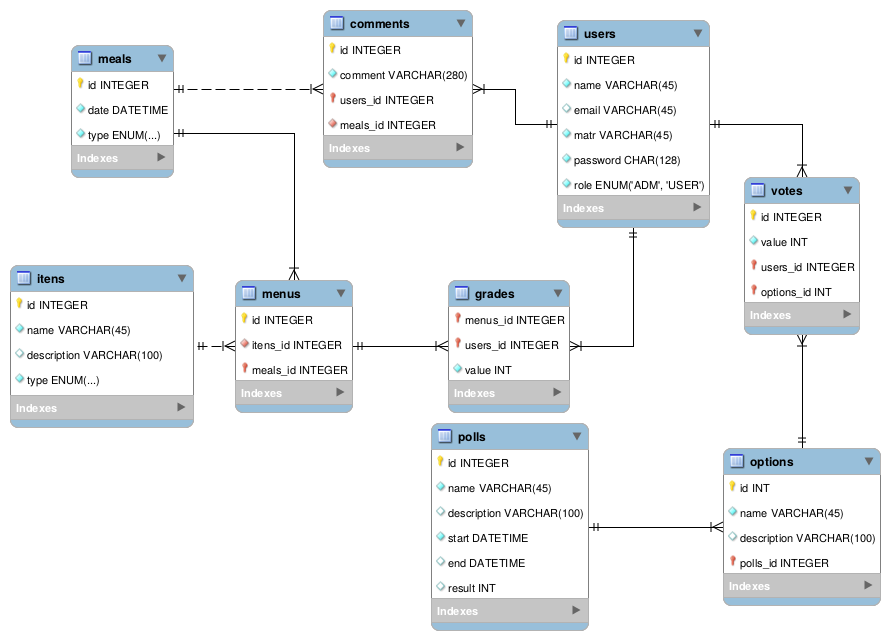 comments
id INTEGER
comment VARCHAR(280)
users_id INTEGER
meals_id INTEGER
Indexes
users
id INTEGER
name VARCHAR(45)
email VARCHAR(45)
matr VARCHAR(45)
password CHAR(128)
role ENUM('ADM', 'USER')
Indexes
meals
id INTEGER
date DATETIME
type ENUM(...)
Indexes
votes
id INTEGER
value INT
users_id INTEGER
options_id INT
Indexes
itens
id INTEGER
name VARCHAR(45)
description VARCHAR(100)
type ENUM(...)
Indexes
menus
id INTEGER
itens_id INTEGER
meals_id INTEGER
Indexes
grades
menus_id INTEGER
users_id INTEGER
value INT
Indexes
polls
id INTEGER
name VARCHAR(45)
description VARCHAR(100)
start DATETIME
end DATETIME
result INT
Indexes
options
id INT
name VARCHAR(45)
description VARCHAR(100)
polls_id INTEGER
Indexes